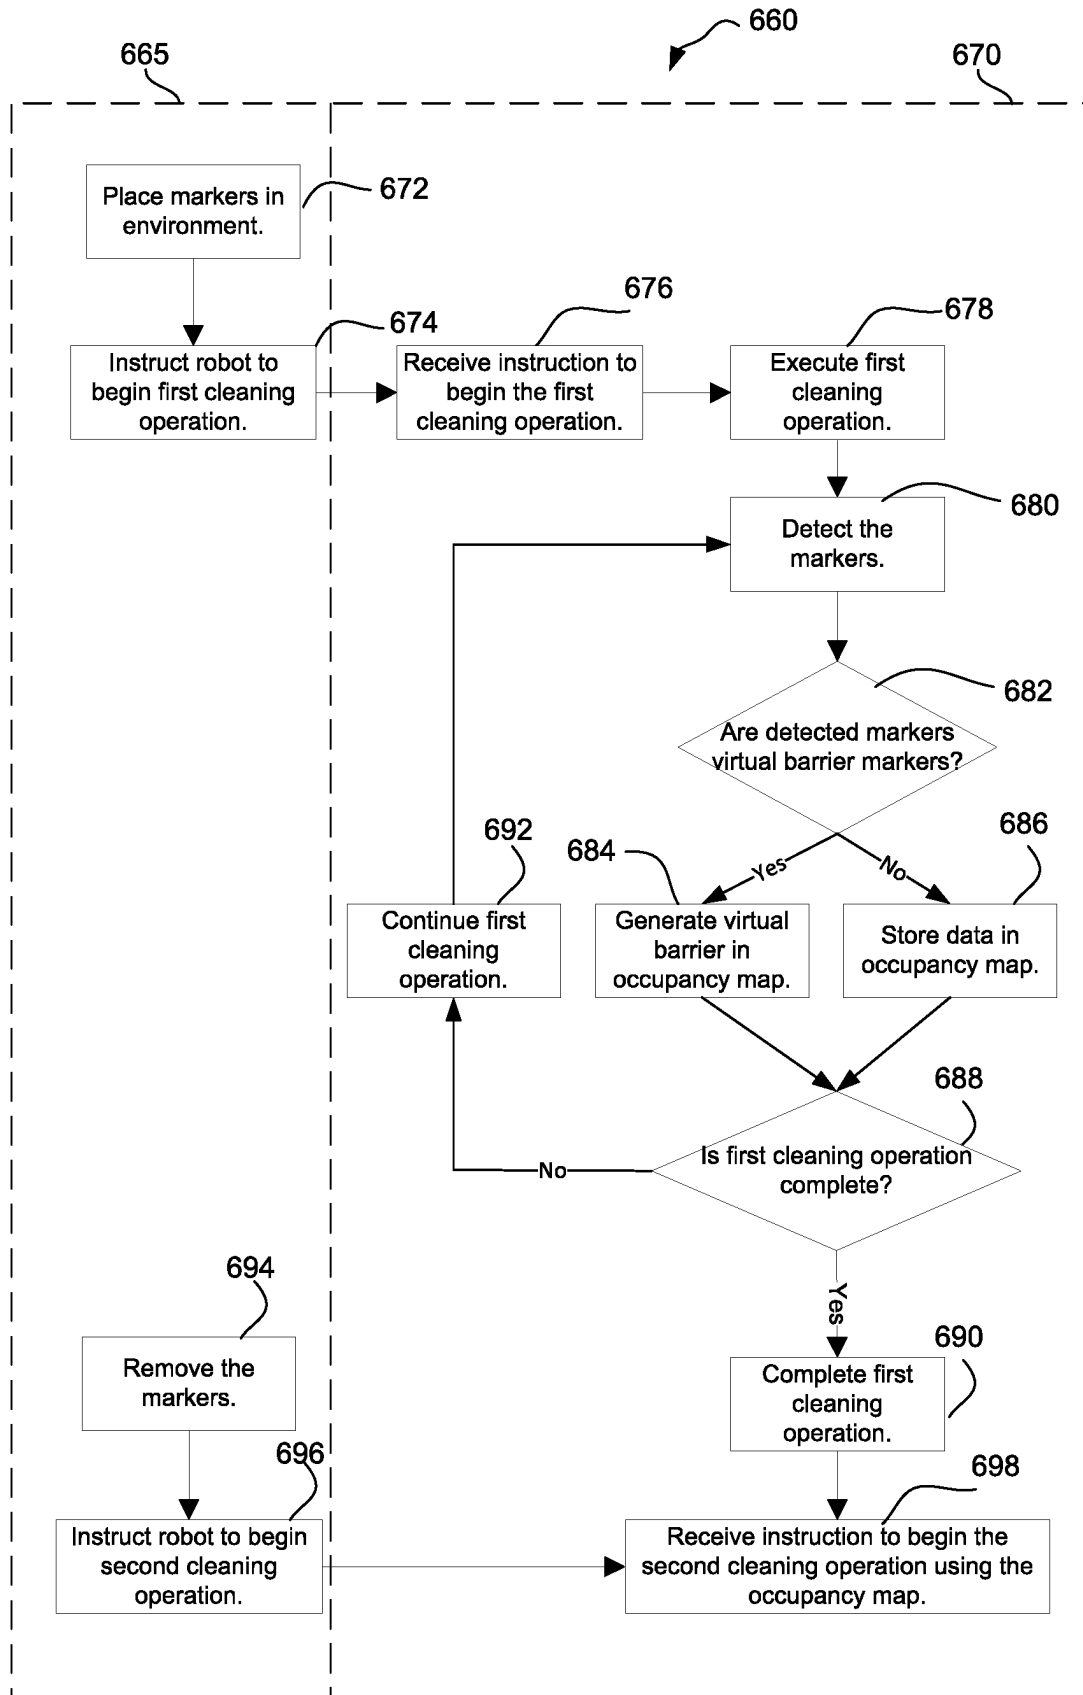 660
665
670
Place markers in
environment.
672
674
676
678
Instruct robot to
begin first cleaning
operation.
Receive instruction to
begin the first
cleaning operation.
Execute first
cleaning
operation.
680
Detect the
markers.
682
Are detected markers
virtual barrier markers?
692
684
Yes
No
686
Continue first
cleaning
operation.
Generate virtual
barrier in
occupancy map.
Store data in
occupancy map.
688
Is first cleaning operation
complete?
No
Yes
694
Remove the
markers.
690
Complete first
cleaning
operation.
696
698
Instruct robot to begin
second cleaning
operation.
Receive instruction to begin the
second cleaning operation using the
occupancy map.